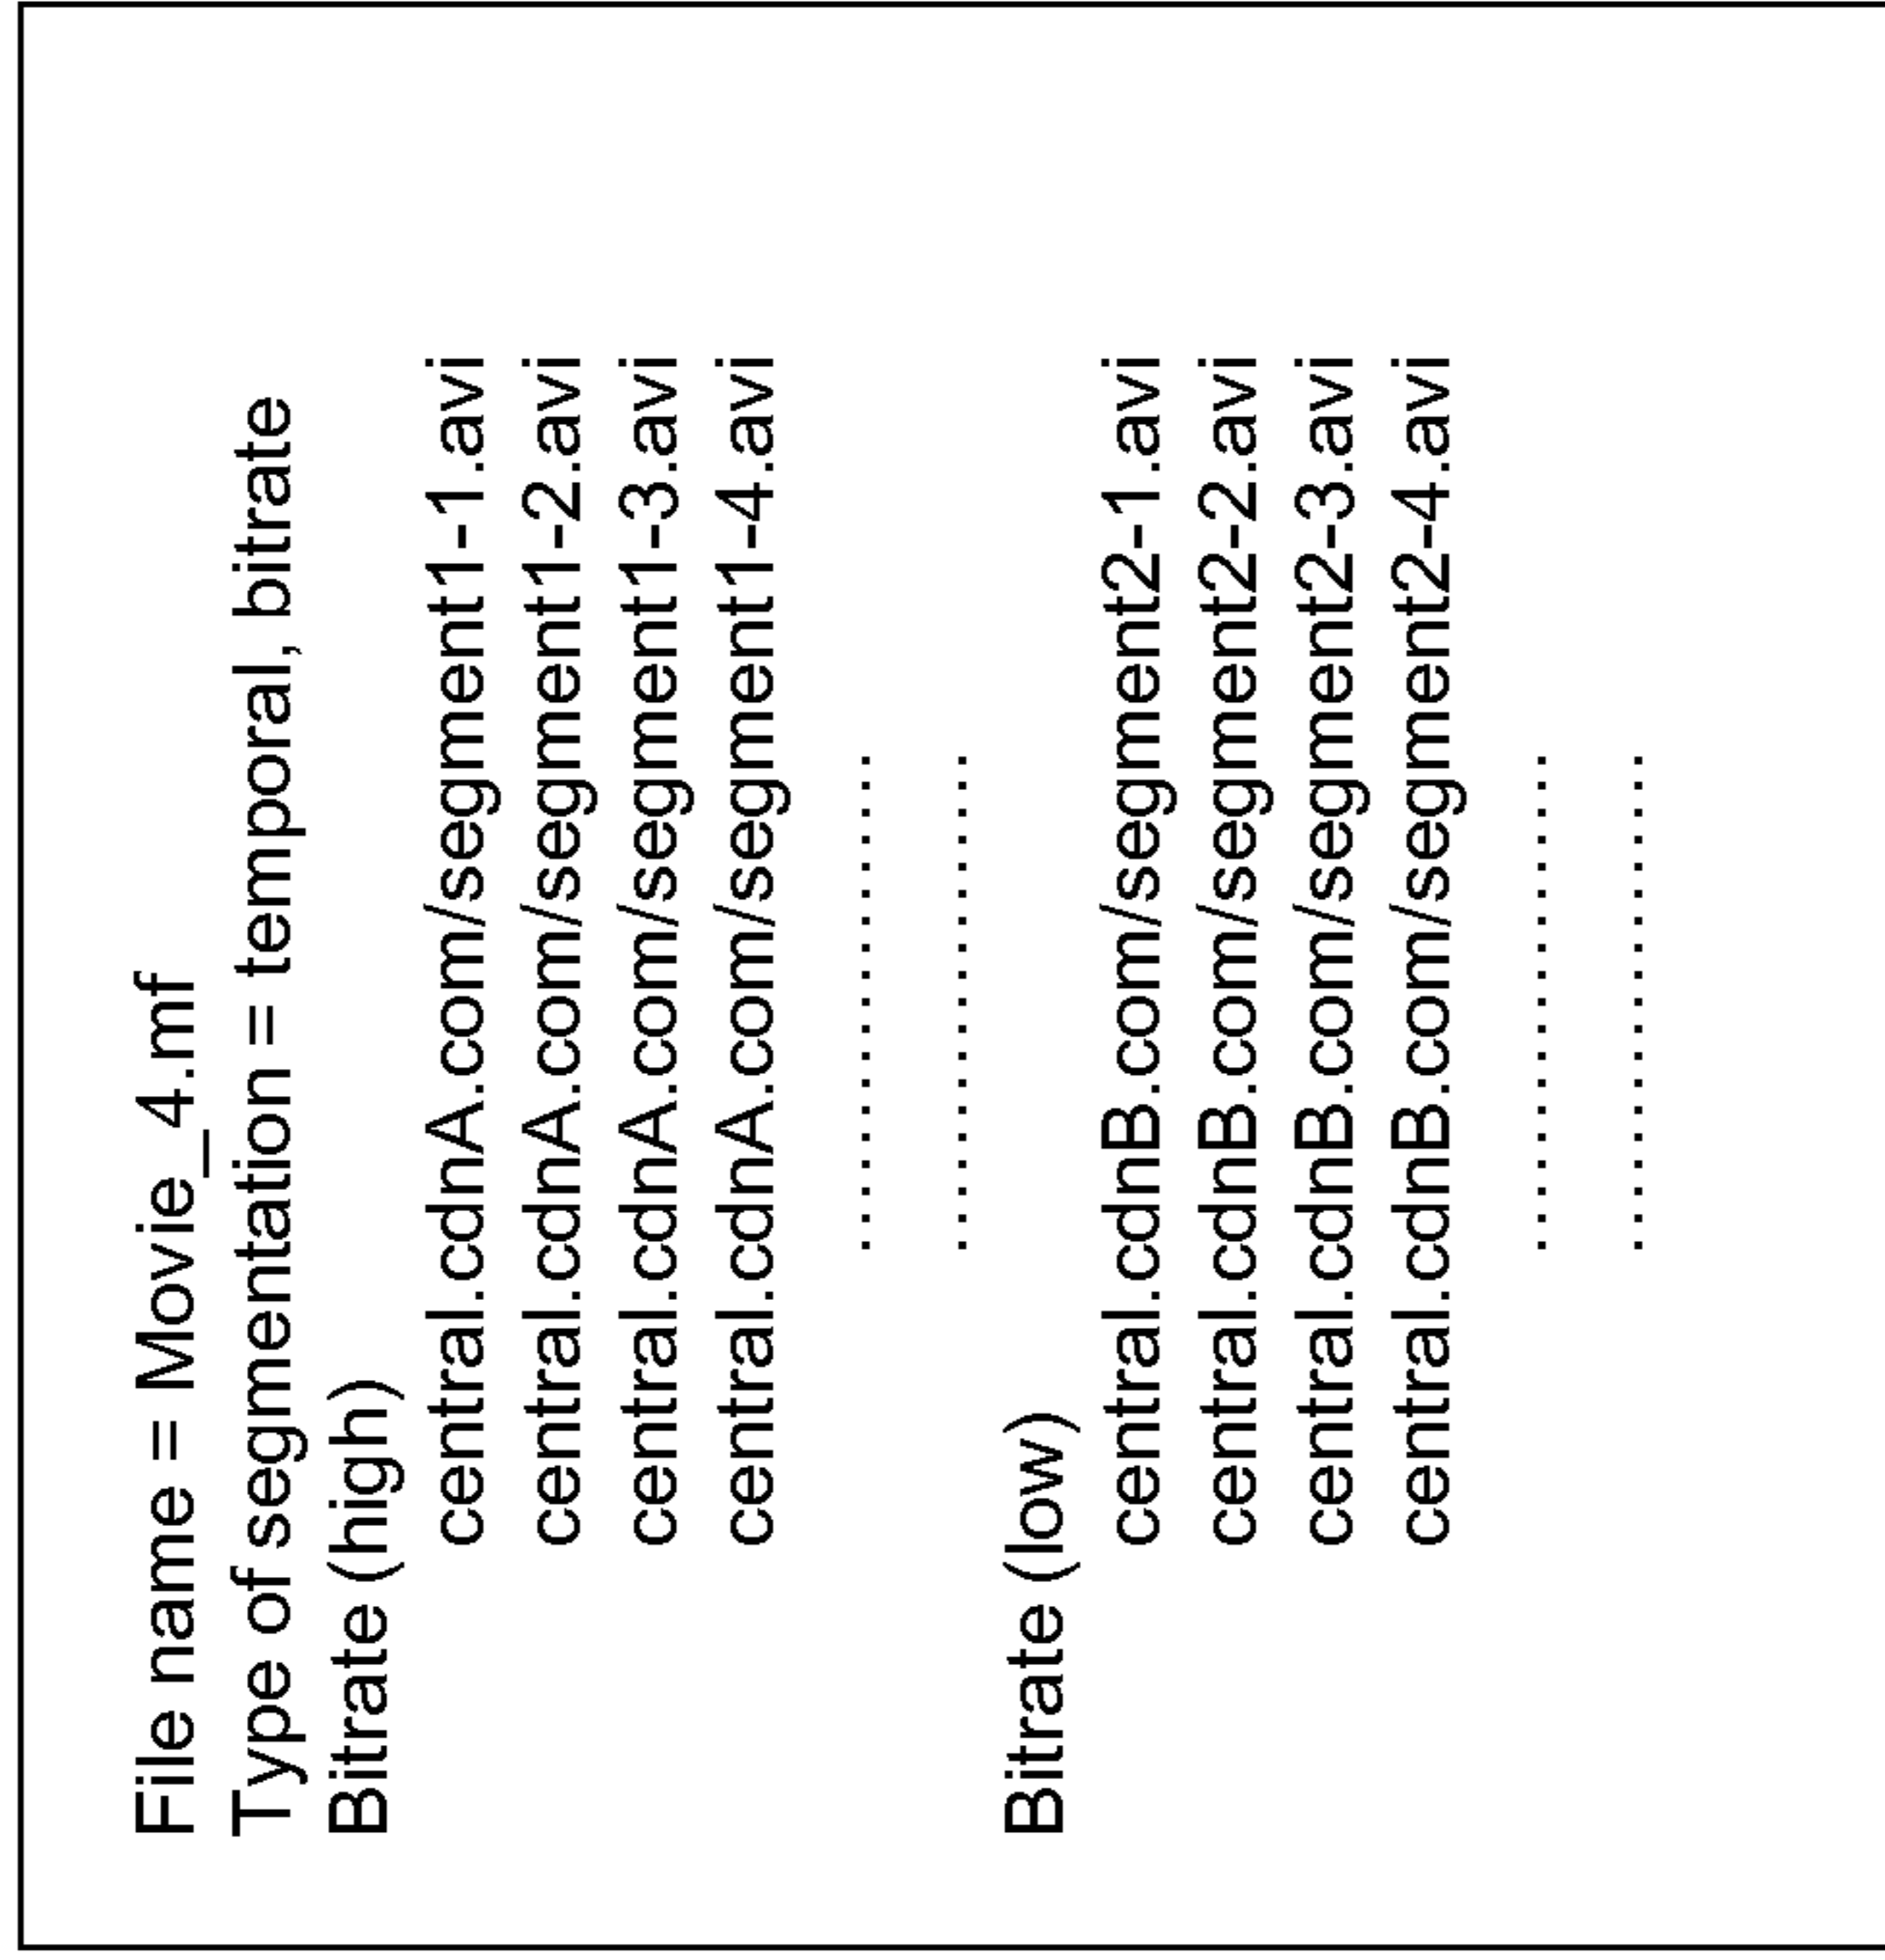 File name = Movie_4.mf
Type of segmentation = temporal, bitrate
Bitrate (high)
central.cdnA.com/segment1-1.avi
central.cdnA.com/segment1-2.avi
central.cdnA.com/segment1-3.avi
central.cdnA.com/segment1-4.avi
...................
...................
Bitrate (low)
central.cdnB.com/segment2-1.avi
central.cdnB.com/segment2-2.avi
central.cdnB.com/segment2-3.avi
central.cdnB.com/segment2-4.avi
...................
...................